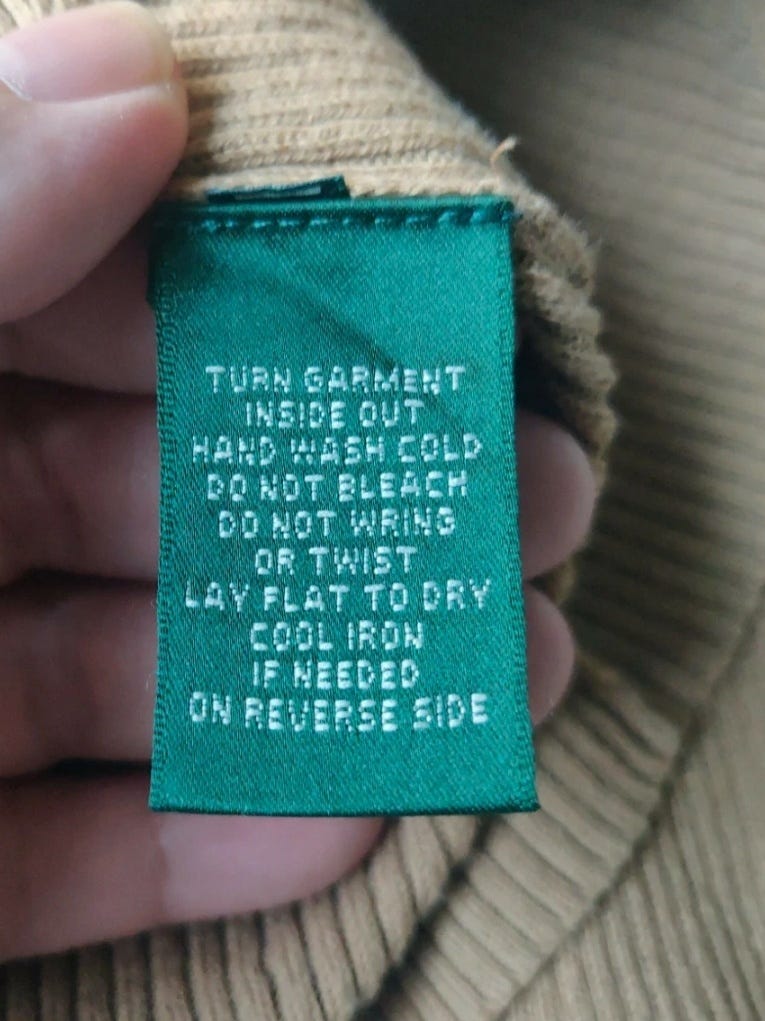 TURN GARMENT
INSIDE OUT
HAND WASH COLD
DO NOT BLEACH
DO NOT WRING
OR TWIST
LAY FLAT TO DRY
COOL IRON
IF NEEDED
ON REVERSE SIDE